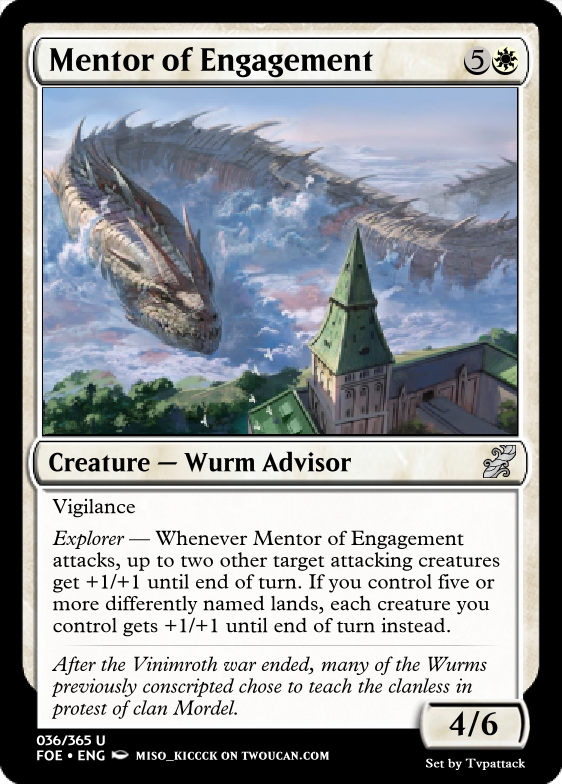 Mentor of Engagement 5
Creature — Wurm Advisor
Vigilance
Explorer — Whenever Mentor of Engagement
attacks, up to two other target attacking creatures
get +1/+1 until end of turn. If you control five or
more differently named lands, each creature you
control gets +1/+1 until end of turn instead.
After the Vinimroth war ended, many of the Wurms
previously conscripted chose to teach the clanless in
protest of clan Mordel.
4/6
036/365 U
FOE • ENG MISO_KICCCK ON TWOUCAN.COM
Set by Tvpattack